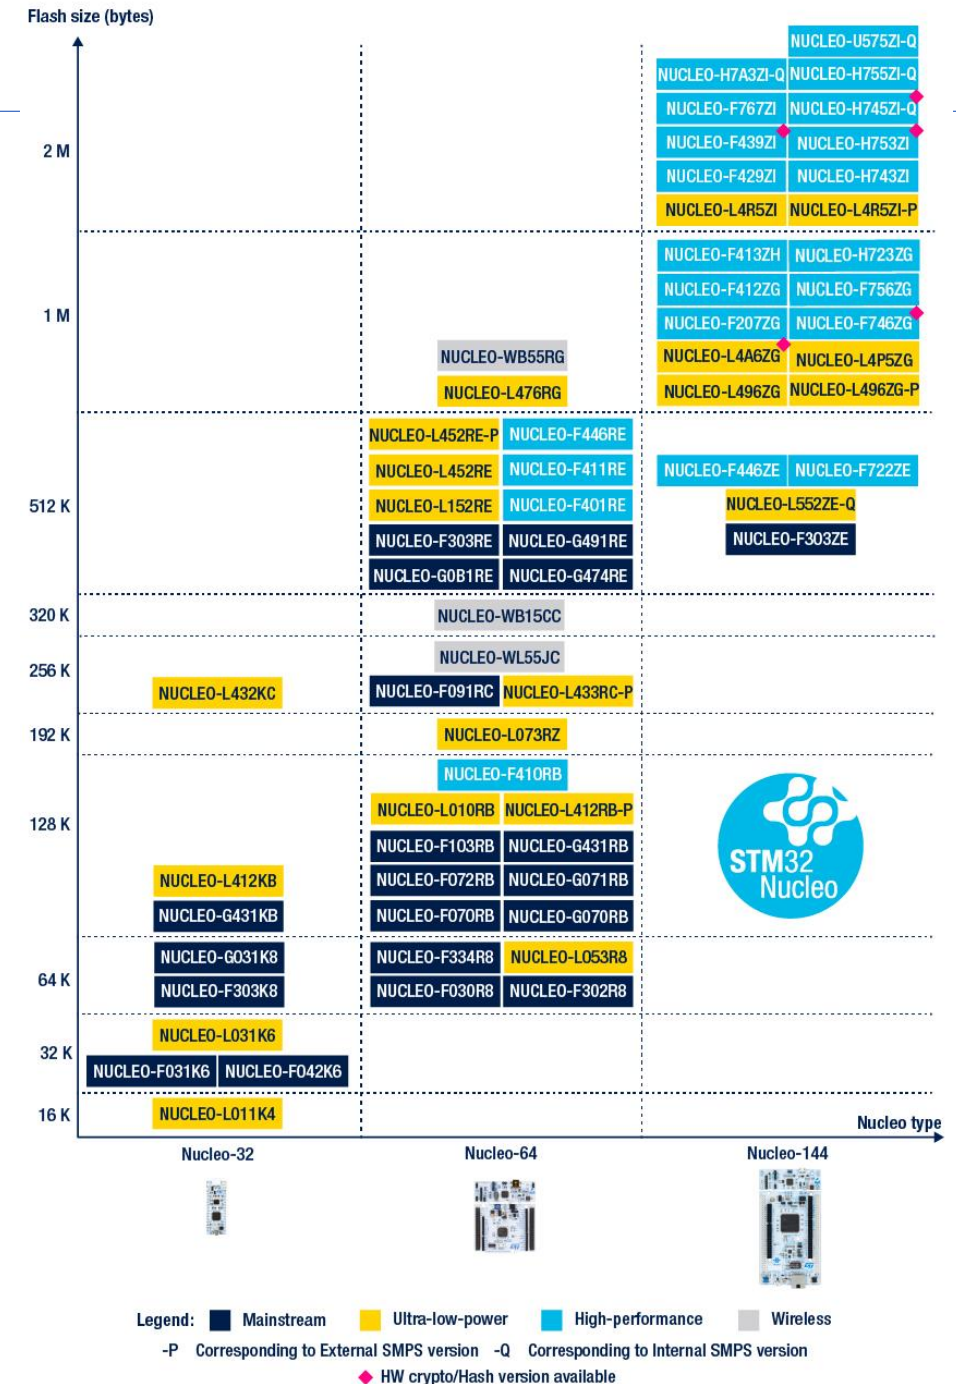 Flash size (bytes)
NUCLEO-U575ZI-Q
NUCLEO-H7A3ZI-Q NUCLEO-H755ZI-Q
NUCLEO-F767ZI NUCLEO-H745ZI-Q
2 M
NUCLEO-F439ZI NUCLEO-H753ZI
NUCLEO-F429ZI NUCLEO-H743ZI
NUCLEO-L4R5ZI NUCLEO-L4R5ZI-P
NUCLEO-F413ZH NUCLEO-H723ZG
NUCLEO-F412ZG NUCLEO-F756ZG
1 M
NUCLEO-F207ZG NUCLEO-F746ZG
NUCLEO-WB55RG NUCLEO-L4A6ZG NUCLEO-L4P5ZG
NUCLEO-L476RG NUCLEO-L496ZG NUCLEO-L496ZG-P
NUCLEO-L452RE-P NUCLEO-F446RE
NUCLEO-L452RE NUCLEO-F411RE NUCLEO-F446ZE NUCLEO-F722ZE
512 K NUCLEO-L152RE NUCLEO-F401RE NUCLEO-L552ZE-Q
NUCLEO-F303RE NUCLEO-G491RE NUCLEO-F303ZE
NUCLEO-G0B1RE NUCLEO-G474RE
320 K NUCLEO-WB15CC
NUCLEO-WL55JC
256 K
NUCLEO-L432KC NUCLEO-F091RC NUCLEO-L433RC-P
192 K NUCLEO-L073RZ
NUCLEO-F410RB
NUCLEO-L010RB NUCLEO-L412RB-P
128 K
NUCLEO-F103RB NUCLEO-G431RB
NUCLEO-L412KB NUCLEO-F072RB NUCLEO-G071RB
NUCLEO-G431KB NUCLEO-F070RB NUCLEO-G070RB
STM32
Nucleo
NUCLEO-G031K8 NUCLEO-F334R8 NUCLEO-L053R8
64 K
NUCLEO-F303K8 NUCLEO-F030R8 NUCLEO-F302R8
NUCLEO-L031K6
32 K
NUCLEO-F031K6 NUCLEO-F042K6
16 K NUCLEO-L011K4
Nucleo type
Nucleo-32 Nucleo-64 Nucleo-144
Legend: Mainstream Ultra-low-power High-performance Wireless
-P Corresponding to External SMPS version -Q Corresponding to Internal SMPS version
HW crypto/Hash version available